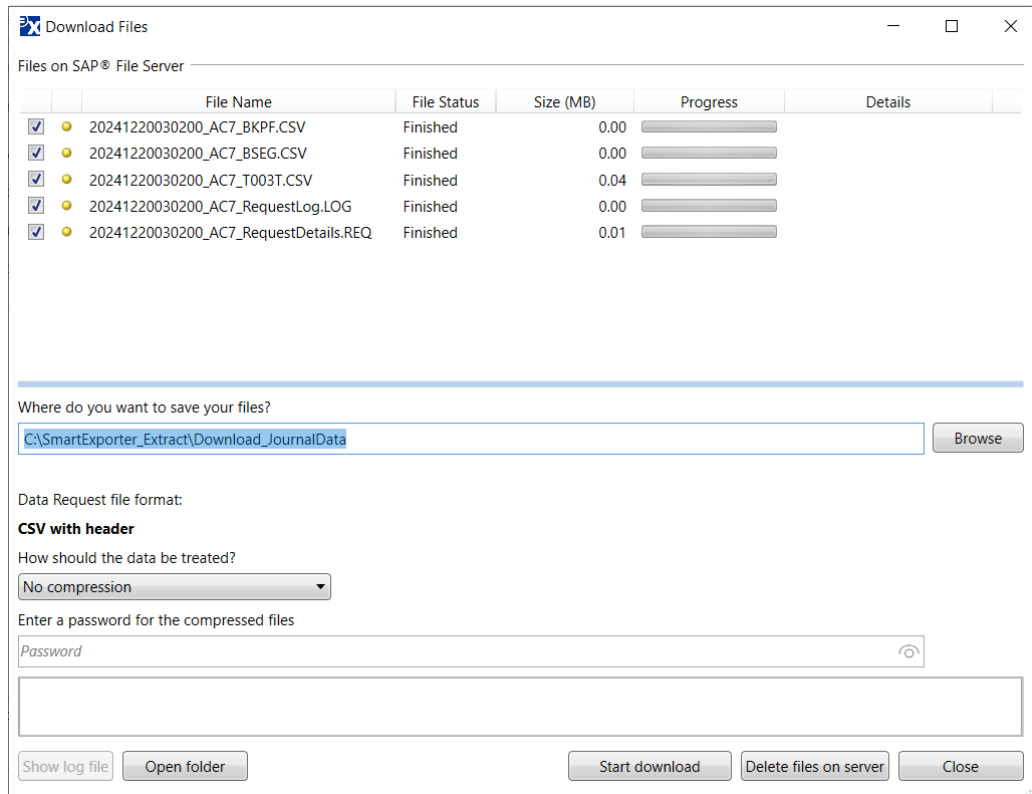 Download Files
Files on SAP® File Server
File Name File Status Size (MB) Progress Details
20241220030200_AC7_BKPF.CSV Finished 0.00
20241220030200_AC7_BSEG.CSV Finished 0.00
20241220030200_AC7_T003T.CSV Finished 0.04
20241220030200_AC7_RequestLog.LOG Finished 0.00
20241220030200_AC7_RequestDetails.REQ Finished 0.01
Where do you want to save your files?
C:\SmartExporter_Extract\Download_JournalData Browse
Data Request file format:
CSV with header
How should the data be treated?
No compression
Enter a password for the compressed files
Password
Show log file Open folder Start download Delete files on server Close